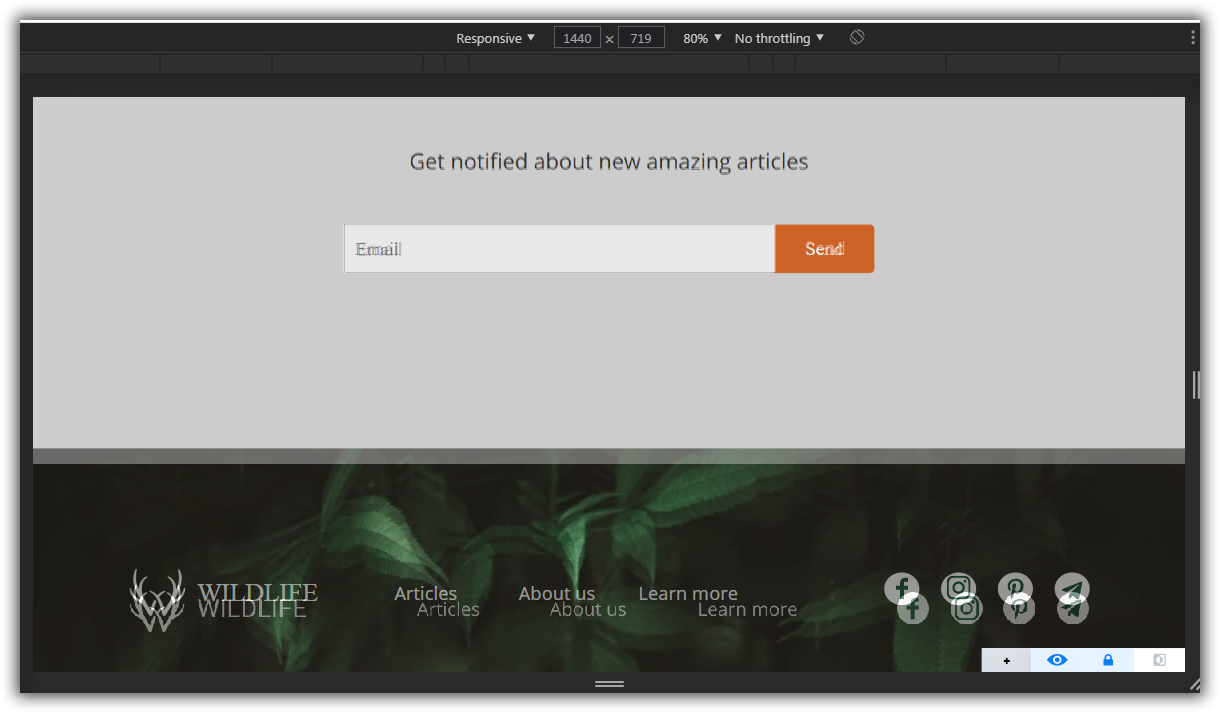 Responsive 1440 × 719 80% No throttling
Get notified about new amazing articles
Email Send
WILDLIFE Articles About us Learn more
WILDLIFE Articles About us Learn more